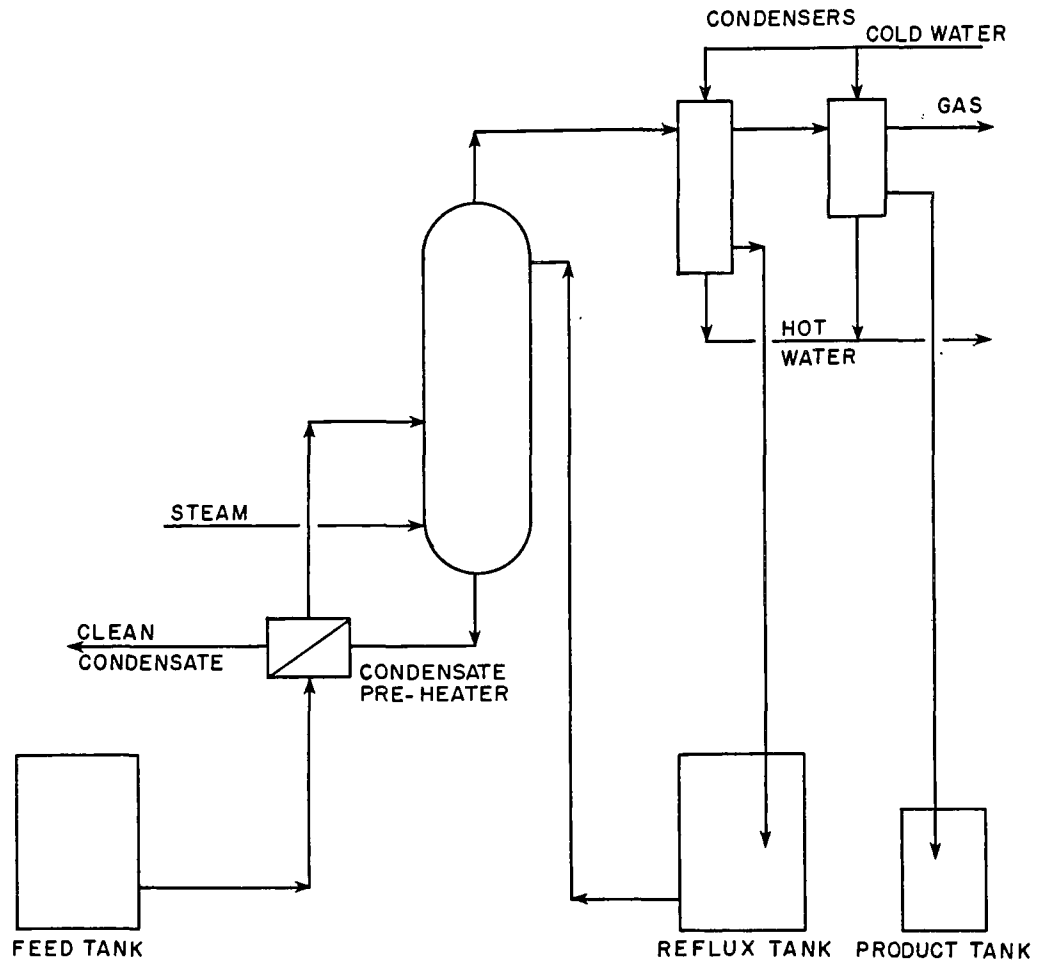 CONDENSERS
COLD WATER
GAS
HOT
WATER
STEAM
CLEAN
CONDENSATE
CONDENSATE
PRE-HEATER
FEED TANK
REFLUX TANK
PRODUCT TANK